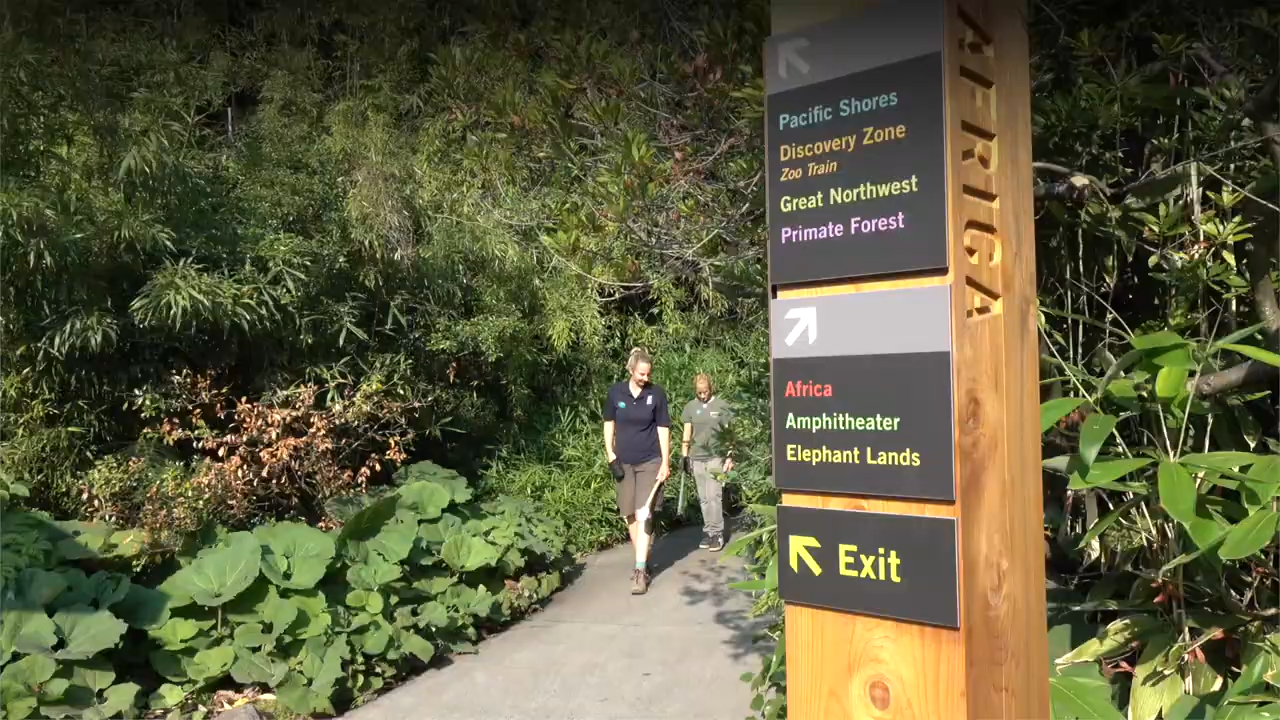 Pacific Shores
Discovery Zone
Zoo Train
Great Northwest
Primate Forest
Africa
Amphitheater
Elephant Lands
Exit
AFRICA